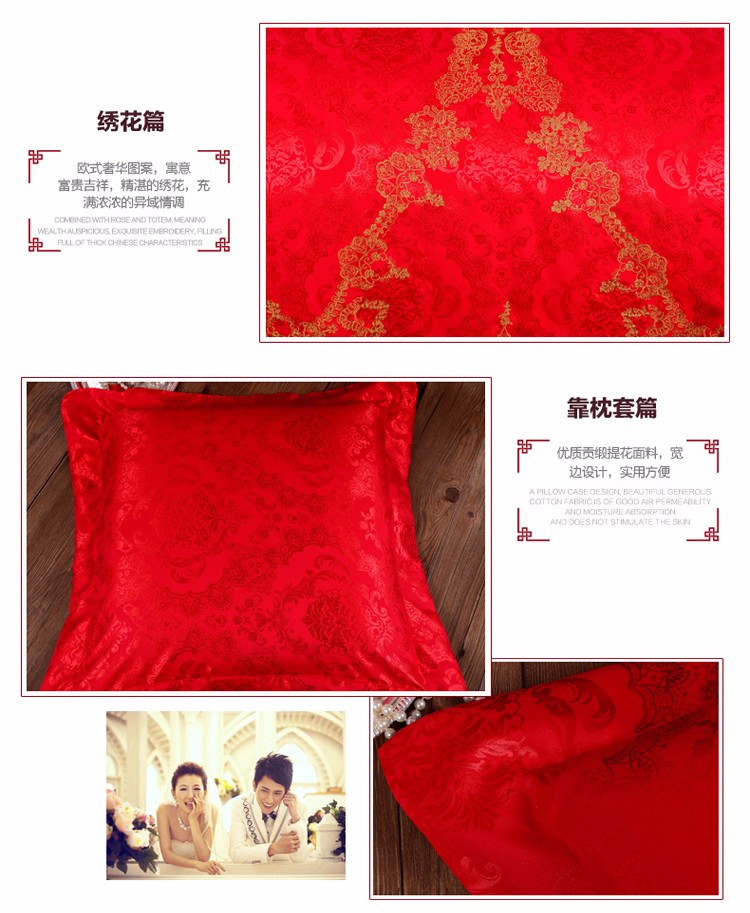 绣花篇
欧式奢华图案，寓意
富贵吉祥，精湛的绣花，充
满浓浓的异域情调
COMBINED WITH ROSE AND TOTEM, MEANING
WEALTH AUSPICIOUS, EXQUISITE EMBROIDERY, FILLING
FULL OF THICK CHINESE CHARACTERISTICS
靠枕套篇
优质贡缎提花面料，宽
边设计，实用方便
A PILLOW CASE DESIGN, BEAUTIFUL GENEROUS
COTTON FABRIC IS OF GOOD AIR PERMEABILITY
AND MOISTURE ABSORPTION
AND DOES NOT STIMULATE THE SKIN